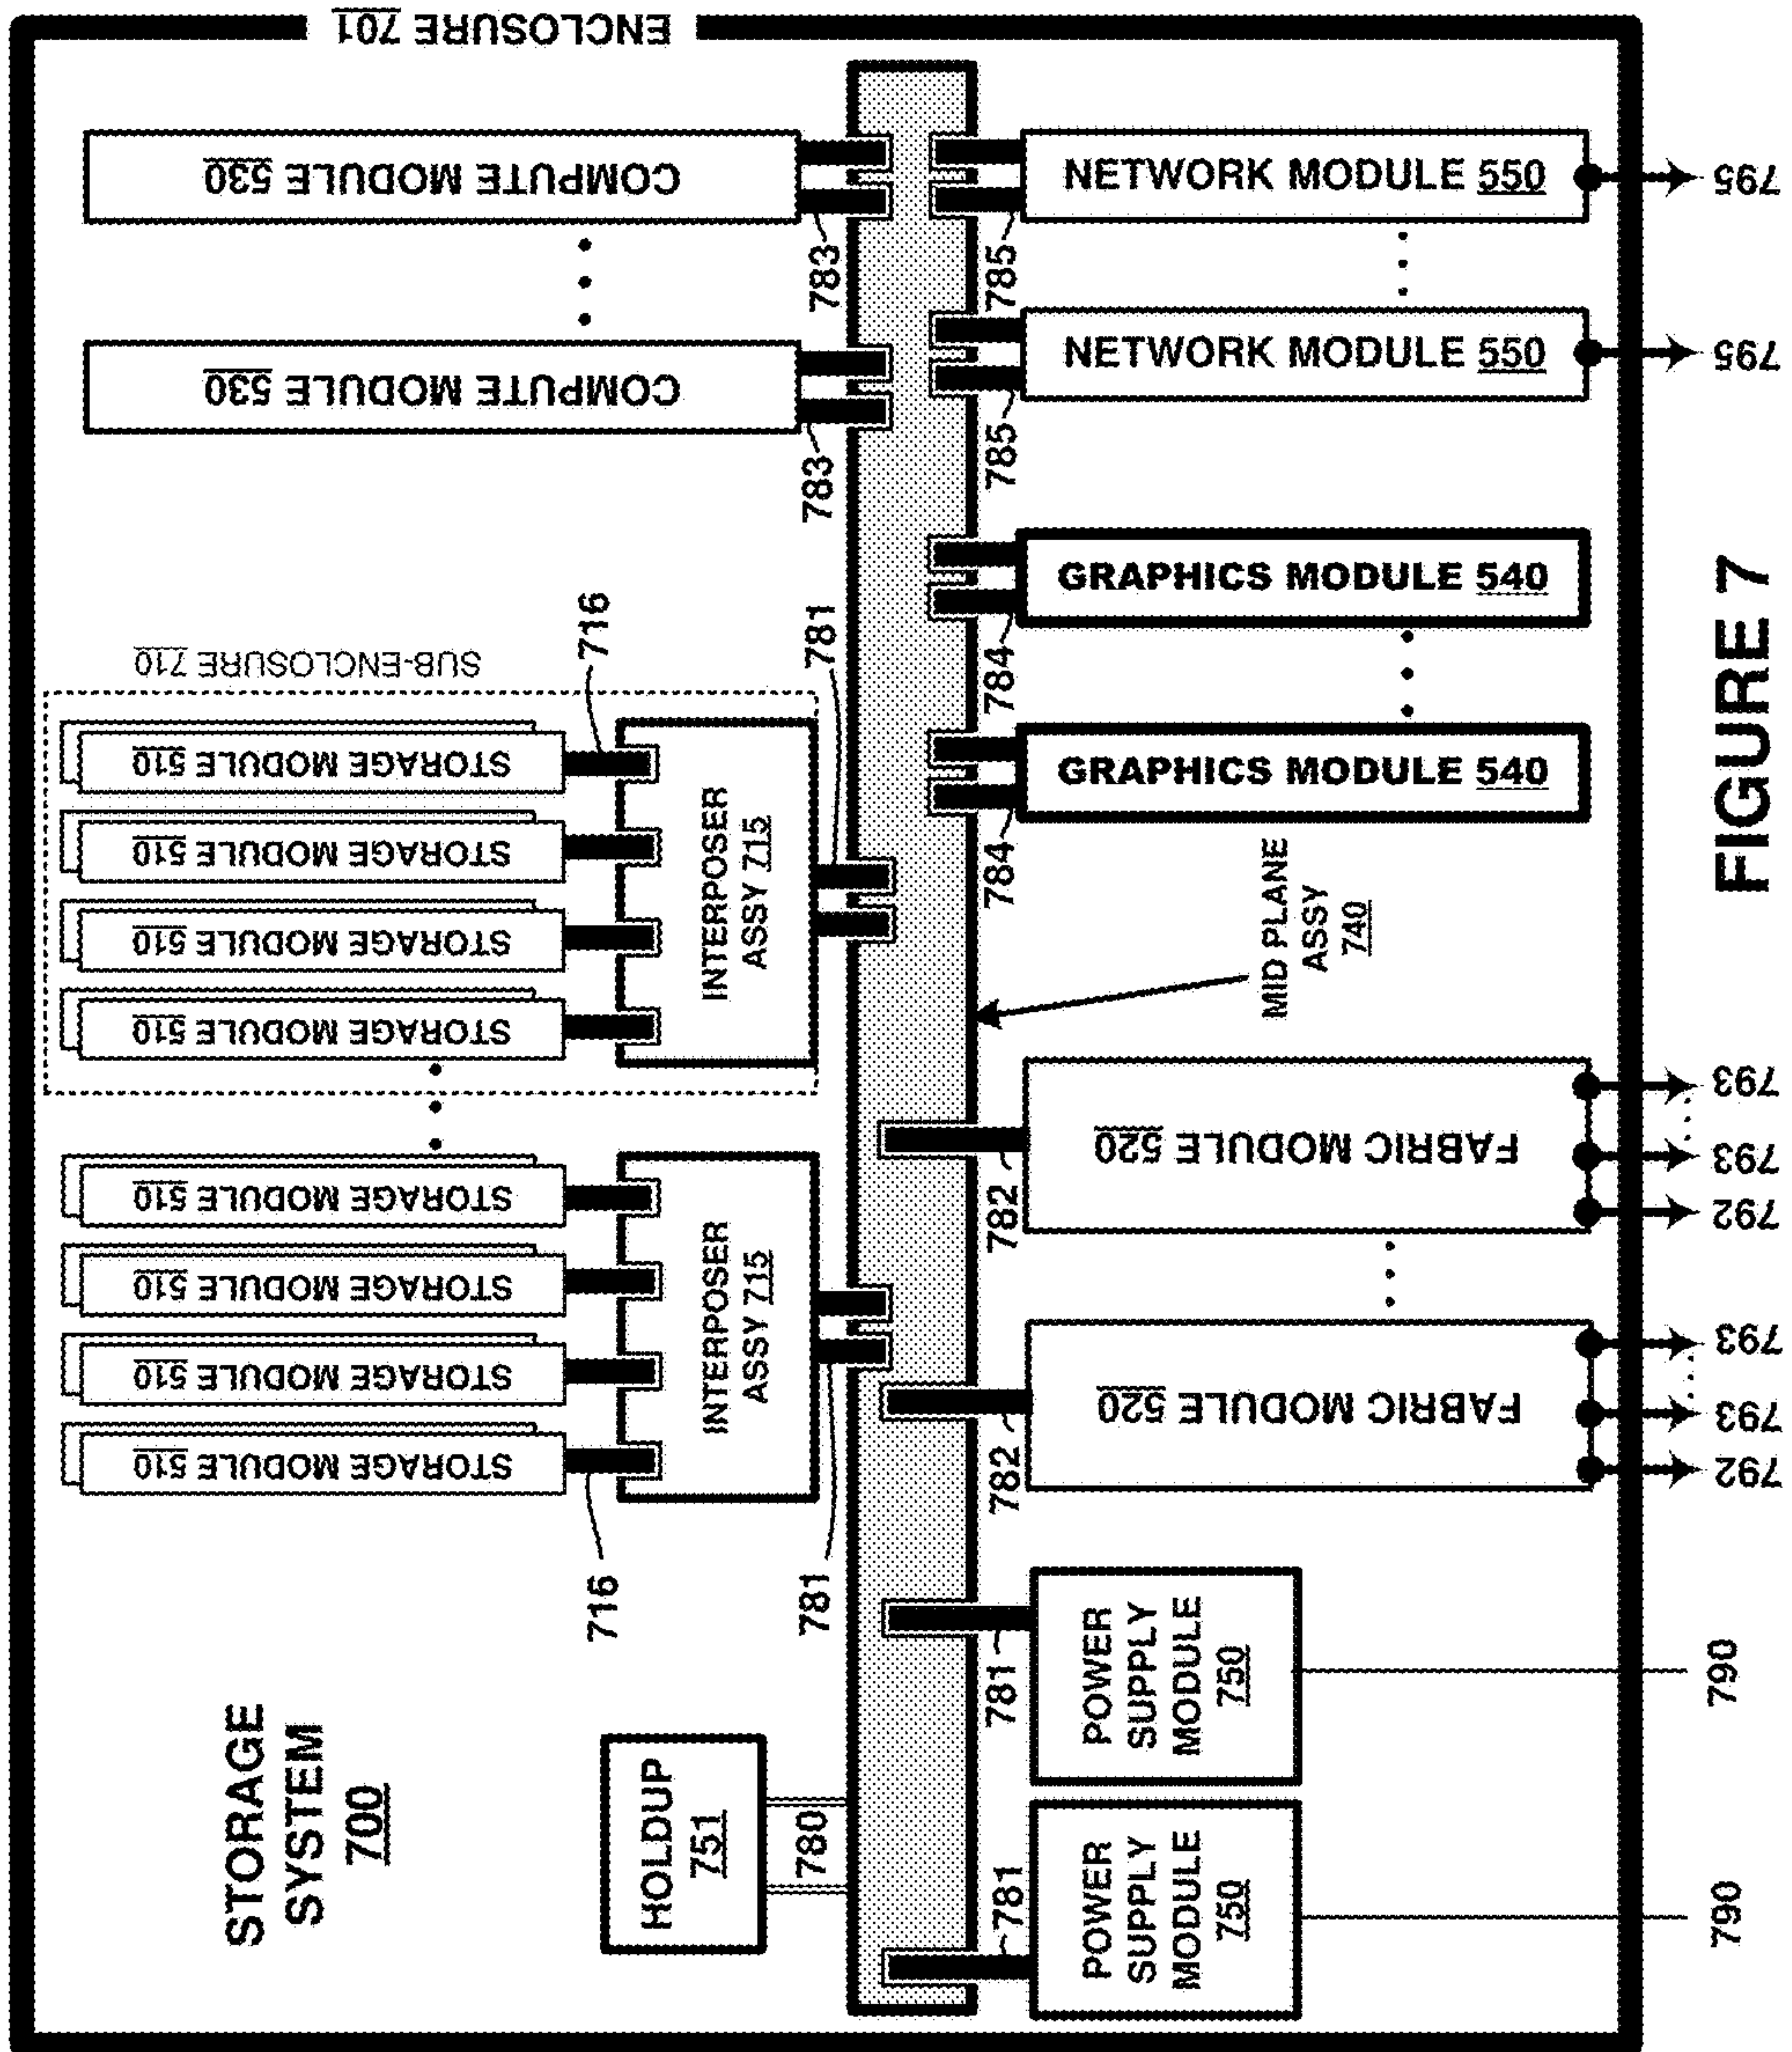 ENCLOSURE 701
COMPUTE MODULE 530
COMPUTE MODULE 530
783
783
NETWORK MODULE 550
NETWORK MODULE 550
785
785
795
795
SUB-ENCLOSURE 710
STORAGE MODULE 510
STORAGE MODULE 510
STORAGE MODULE 510
STORAGE MODULE 510
716
INTERPOSER
ASSY 715
781
GRAPHICS MODULE 540
GRAPHICS MODULE 540
784
784
MID PLANE
ASSY
740
STORAGE MODULE 510
STORAGE MODULE 510
STORAGE MODULE 510
STORAGE MODULE 510
716
INTERPOSER
ASSY 715
781
FABRIC MODULE 520
782
793
793
792
FABRIC MODULE 520
782
793
793
792
STORAGE
SYSTEM
700
HOLDUP
751
780
POWER
SUPPLY
MODULE
750
781
790
POWER
SUPPLY
MODULE
750
781
790
FIGURE 7